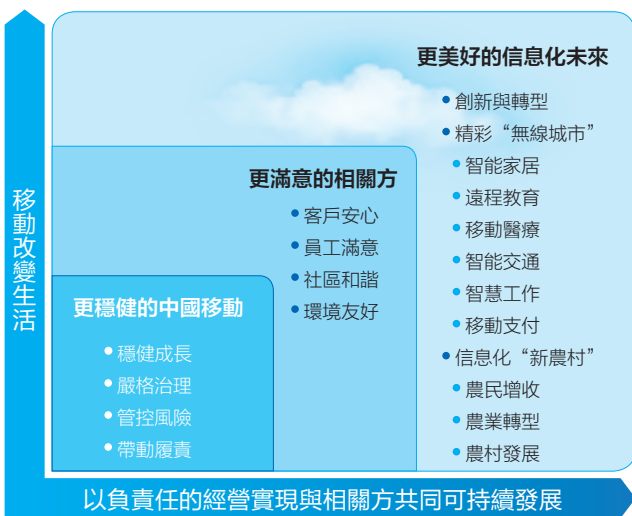 移動改變生活
更穩健的中國移動
穩健成長
嚴格治理
管控風險
帶動履責
更滿意的相關方
客戶安心
員工滿意
社區和諧
環境友好
更美好的信息化未來
創新與轉型
精彩“無線城市”
智能家居
遠程教育
移動醫療
智能交通
智慧工作
移動支付
信息化“新農村”
農民增收
農業轉型
農村發展
以負責任的經營實現與相關方共同可持續發展